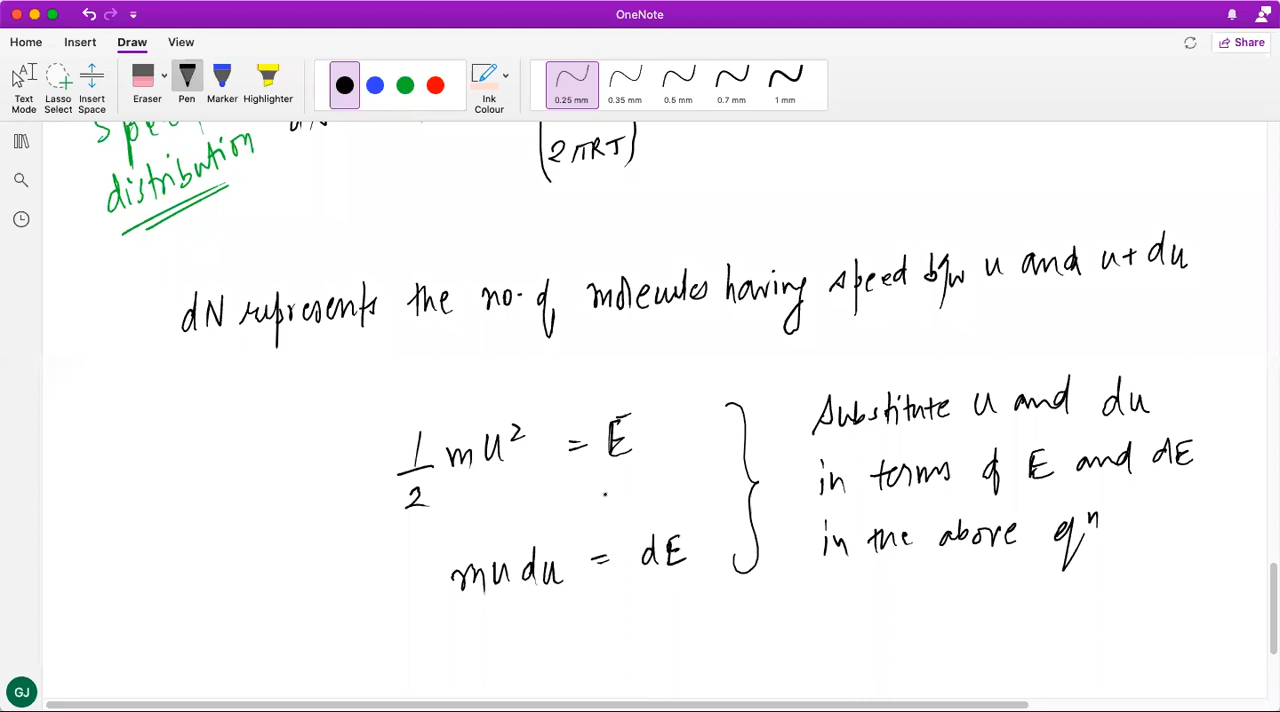 OneNote
Home Insert Draw View
Share
Text Mode
Lasso Select
Insert Space
Eraser
Pen
Marker
Highlighter
Ink Colour
0.25 mm
0.35 mm
0.5 mm
0.7 mm
1 mm
distribution
(2πRT)
dN represents the no. of molecules having speed b/w u and u + du
1/2 mu² = E
mu du = dE
Substitute u and du
in terms of E and dE
in the above eqⁿ
GJ